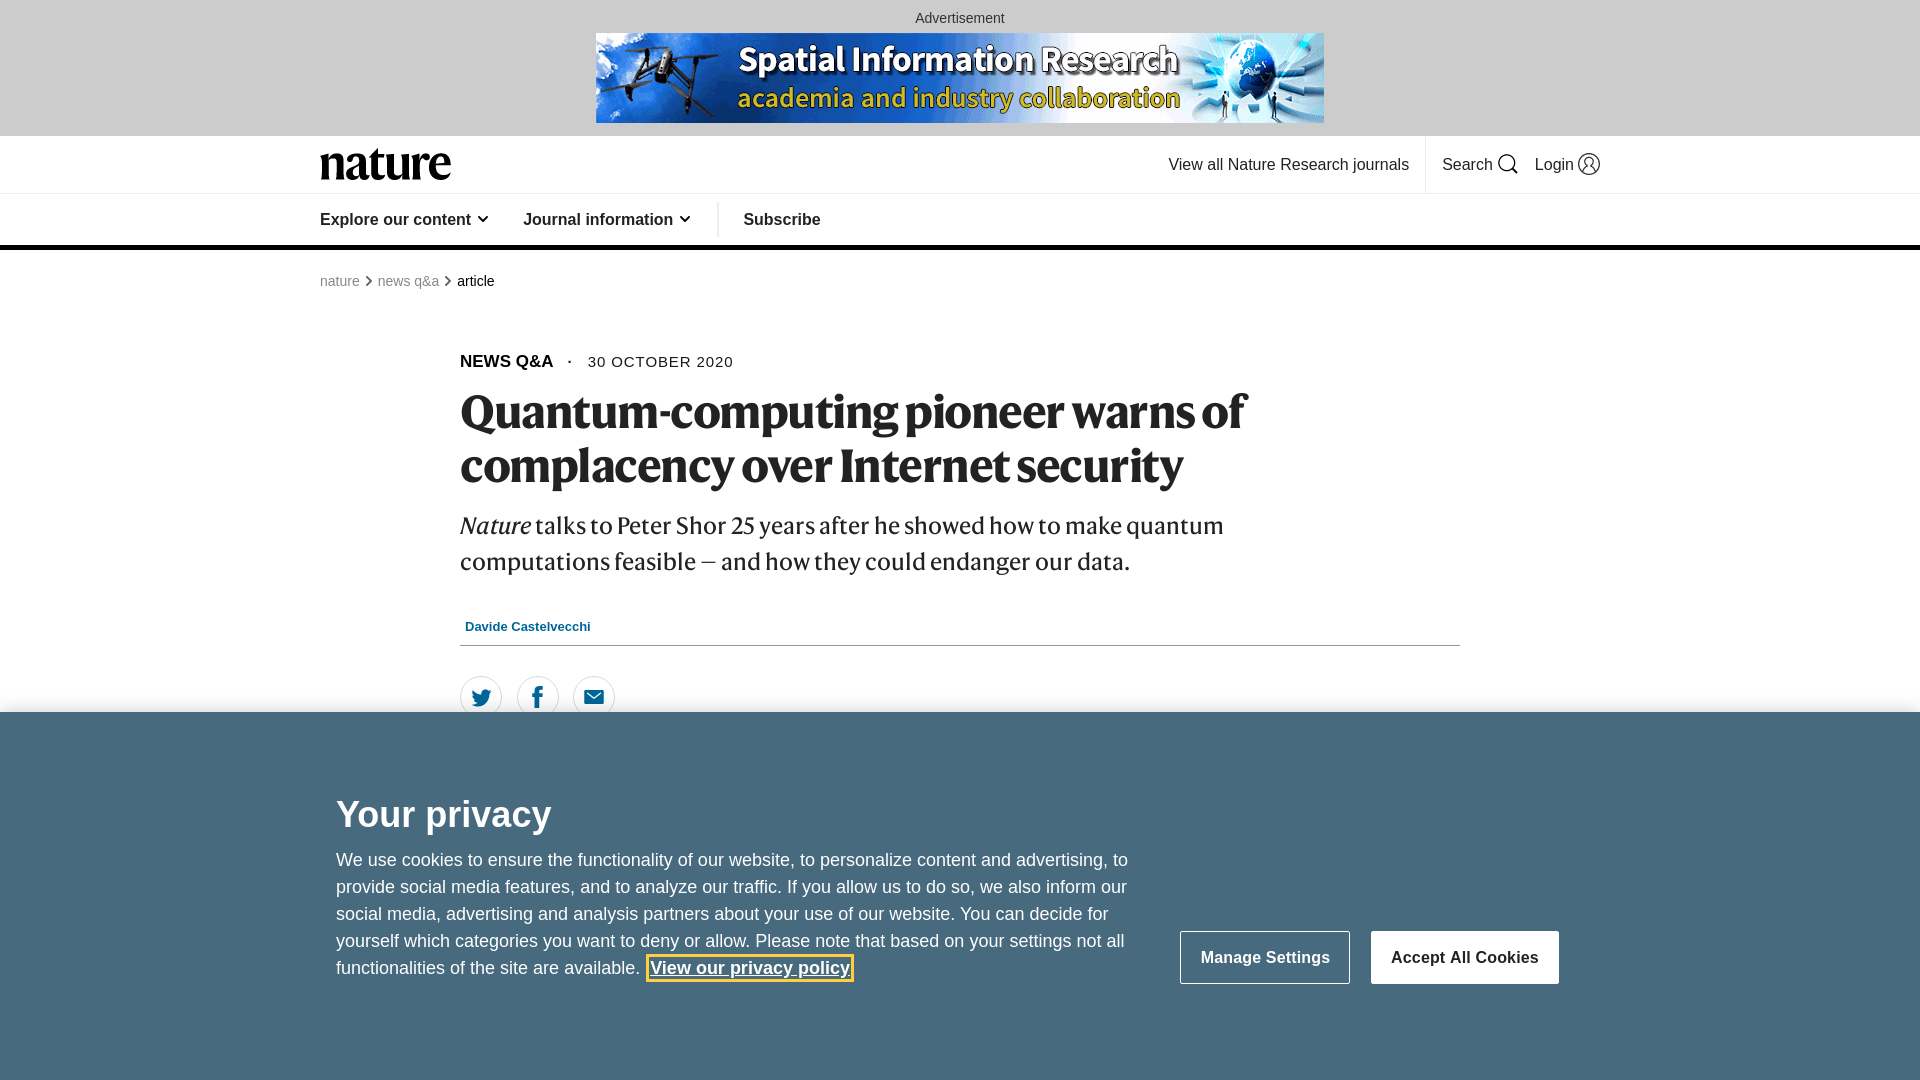 Advertisement
Spatial Information Research
academia and industry collaboration
nature
View all Nature Research journals
Search
Login
Explore our content
Journal information
Subscribe
nature
news q&a
article
NEWS Q&A · 30 OCTOBER 2020
Quantum-computing pioneer warns of
complacency over Internet security
Nature talks to Peter Shor 25 years after he showed how to make quantum
computations feasible — and how they could endanger our data.
Davide Castelvecchi
Your privacy
We use cookies to ensure the functionality of our website, to personalize content and advertising, to
provide social media features, and to analyze our traffic. If you allow us to do so, we also inform our
social media, advertising and analysis partners about your use of our website. You can decide for
yourself which categories you want to deny or allow. Please note that based on your settings not all
functionalities of the site are available. View our privacy policy
Manage Settings
Accept All Cookies